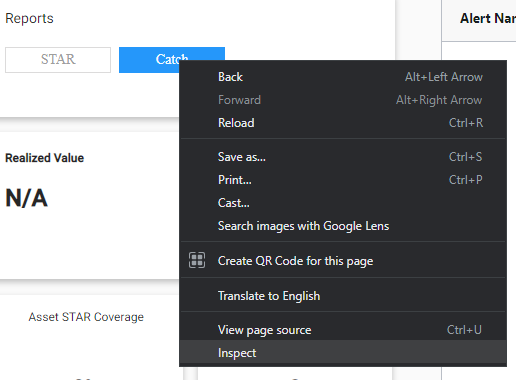 Reports
Alert Nar
STAR
Catch
Back Alt+Left Arrow
Forward Alt+Right Arrow
Reload Ctrl+R
Save as... Ctrl+S
Print... Ctrl+P
Cast...
Search images with Google Lens
Create QR Code for this page
Translate to English
View page source Ctrl+U
Inspect
Realized Value
N/A
Asset STAR Coverage